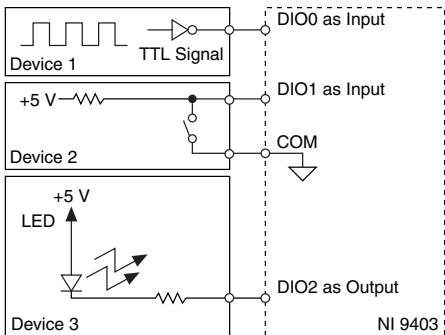 DIO0 as Input
TTL Signal
Device 1
+5 V
DIO1 as Input
COM
Device 2
+5 V
LED
DIO2 as Output
Device 3
NI 9403